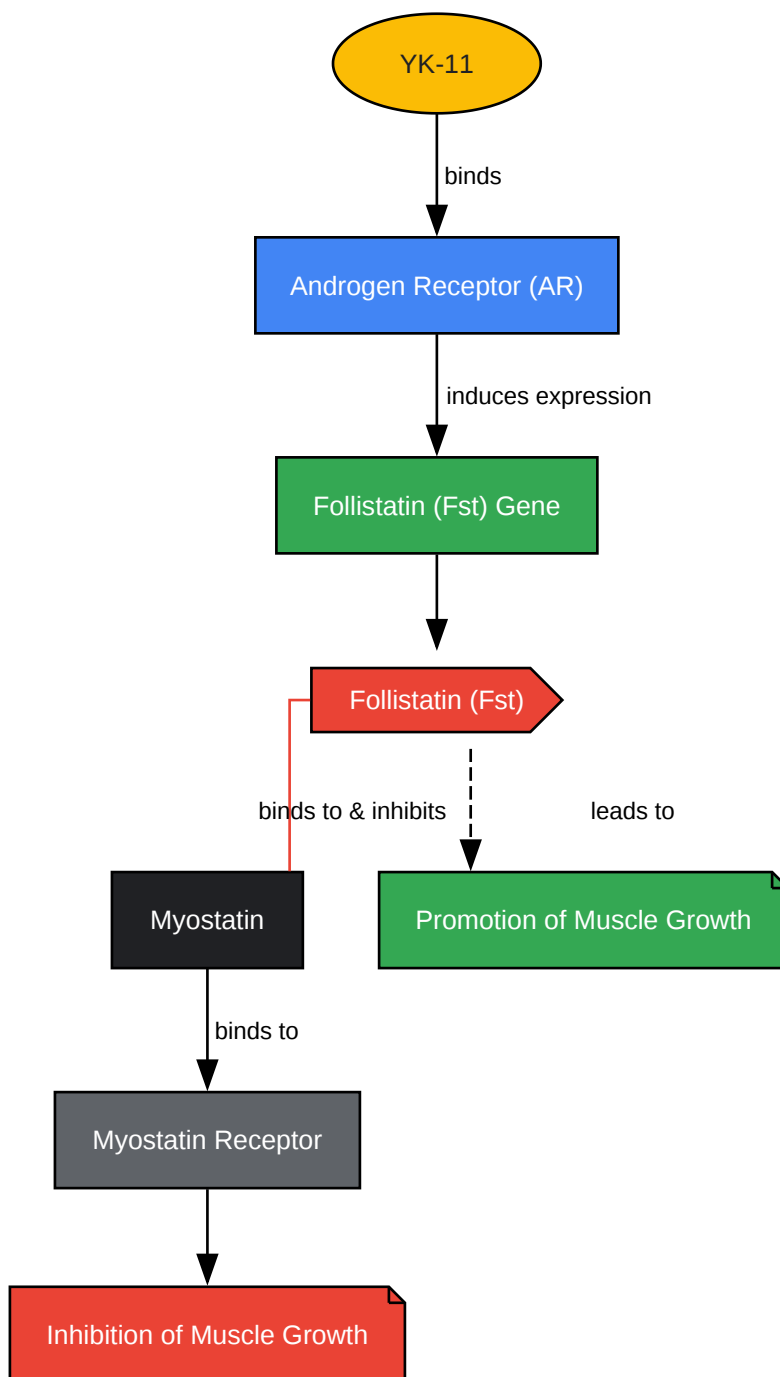 YK-11
binds
Androgen Receptor (AR)
induces expression
Follistatin (Fst) Gene
Follistatin (Fst)
binds to & inhibits
leads to
Myostatin
Promotion of Muscle Growth
binds to
Myostatin Receptor
Inhibition of Muscle Growth